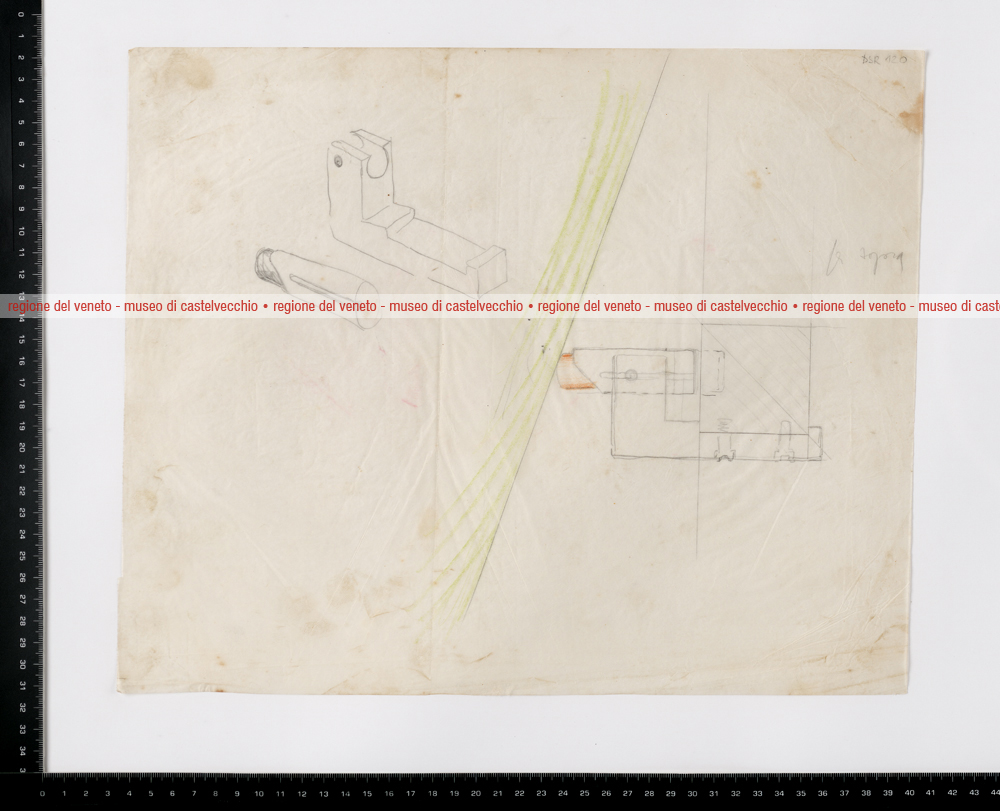 regione del veneto - museo di castelvecchio • regione del veneto - museo di castelvecchio • regione del veneto - museo di castelvecchio • regione del veneto - museo di cast
0 1 2 3 4 5 6 7 8 9 10 11 12 13 14 15 16 17 18 19 20 21 22 23 24 25 26 27 28 29 30 31 32 33 34 3
0 1 2 3 4 5 6 7 8 9 10 11 12 13 14 15 16 17 18 19 20 21 22 23 24 25 26 27 28 29 30 31 32 33 34 35 36 37 38 39 40 41 42 43 44